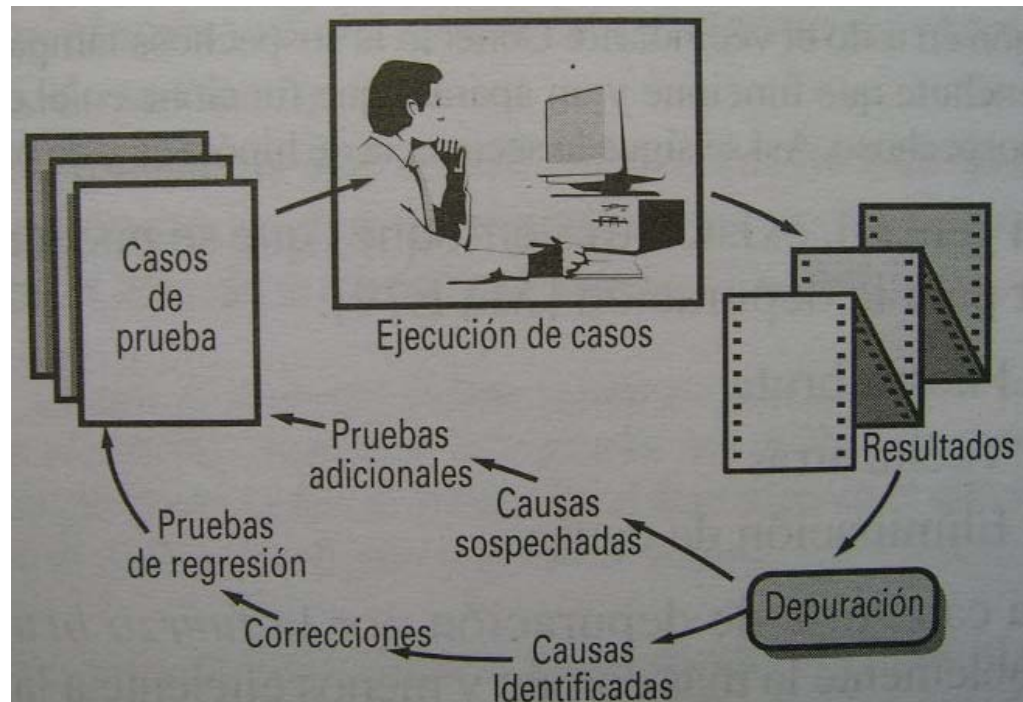 Casos
de
prueba
Ejecución de casos
Resultados
Pruebas
adicionales
Causas
sospechadas
Depuración
Pruebas
de regresión
Correcciones
Causas
Identificadas